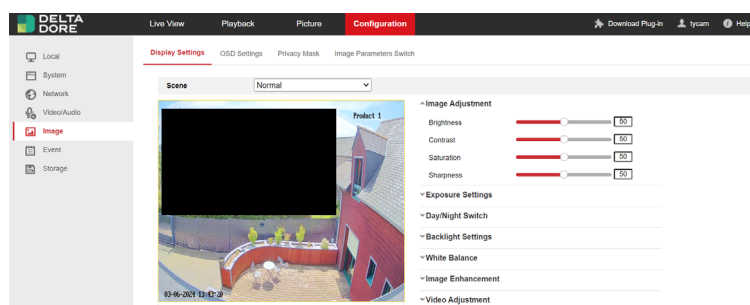 DELTA DORE
Live View Playback Picture Configuration Download Plug-in tycam Help
Local
System
Network
Video/Audio
Image
Event
Storage
Display Settings OSD Settings Privacy Mask Image Parameters Switch
Scene Normal
Product 1
03-06-2024 13:43:20
Image Adjustment
Brightness 50
Contrast 50
Saturation 50
Sharpness 50
Exposure Settings
Day/Night Switch
Backlight Settings
White Balance
Image Enhancement
Video Adjustment